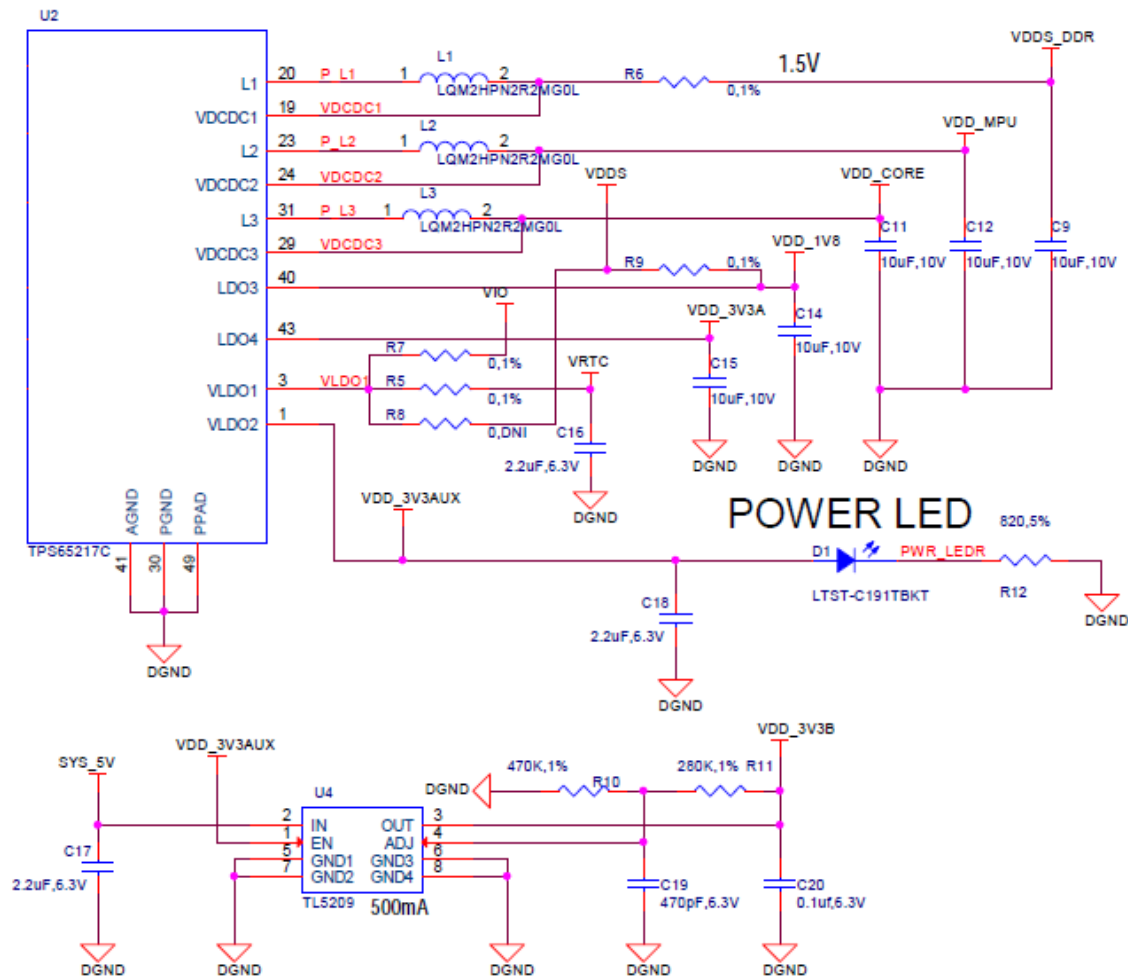 U2
L1
20
P_L1
1
L1
2
LQM2HPN2R2MG0L
R6
0,1%
1.5V
VDDS_DDR
VDCDC1
19
VDCDC1
L2
23
P_L2
1
L2
2
LQM2HPN2R2MG0L
VDD_MPU
VDCDC2
24
VDCDC2
VDDS
VDD_CORE
L3
31
P_L3
1
L3
2
LQM2HPN2R2MG0L
C11
10uF,10V
C12
10uF,10V
C9
10uF,10V
VDCDC3
29
VDCDC3
VDD_1V8
R9
0,1%
LDO3
40
VIO
VDD_3V3A
C14
10uF,10V
LDO4
43
R7
0,1%
VRTC
C15
10uF,10V
VLDO1
3
VLDO1
R5
0,1%
VLDO2
1
R8
0,DNI
C16
2.2uF,6.3V
DGND
DGND
DGND
DGND
AGND
PGND
PPAD
VDD_3V3AUX
POWER LED
820,5%
TPS65217C
41
30
49
D1
PWR_LEDR
LTST-C191TBKT
R12
C18
2.2uF,6.3V
DGND
DGND
DGND
VDD_3V3B
VDD_3V3AUX
SYS_5V
470K,1%
R10
280K,1%
R11
DGND
U4
2
IN
OUT
3
1
EN
ADJ
4
5
GND1
GND3
6
7
GND2
GND4
8
C17
2.2uF,6.3V
TL5209
500mA
C19
470pF,6.3V
C20
0.1uf,6.3V
DGND
DGND
DGND
DGND
DGND